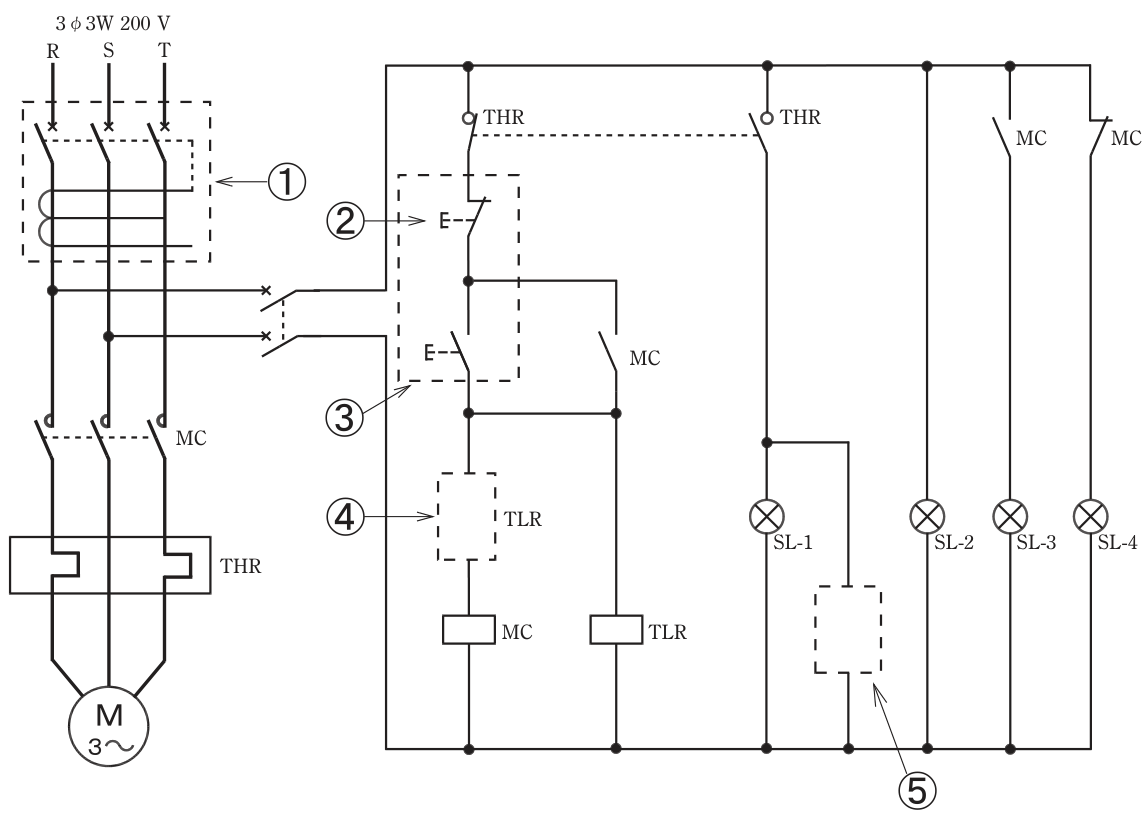 3φ3W 200 V
R S T
THR
THR
MC
MC
①
②
MC
③
MC
④
TLR
SL-1
SL-2
SL-3
SL-4
THR
MC
TLR
M
3～
⑤